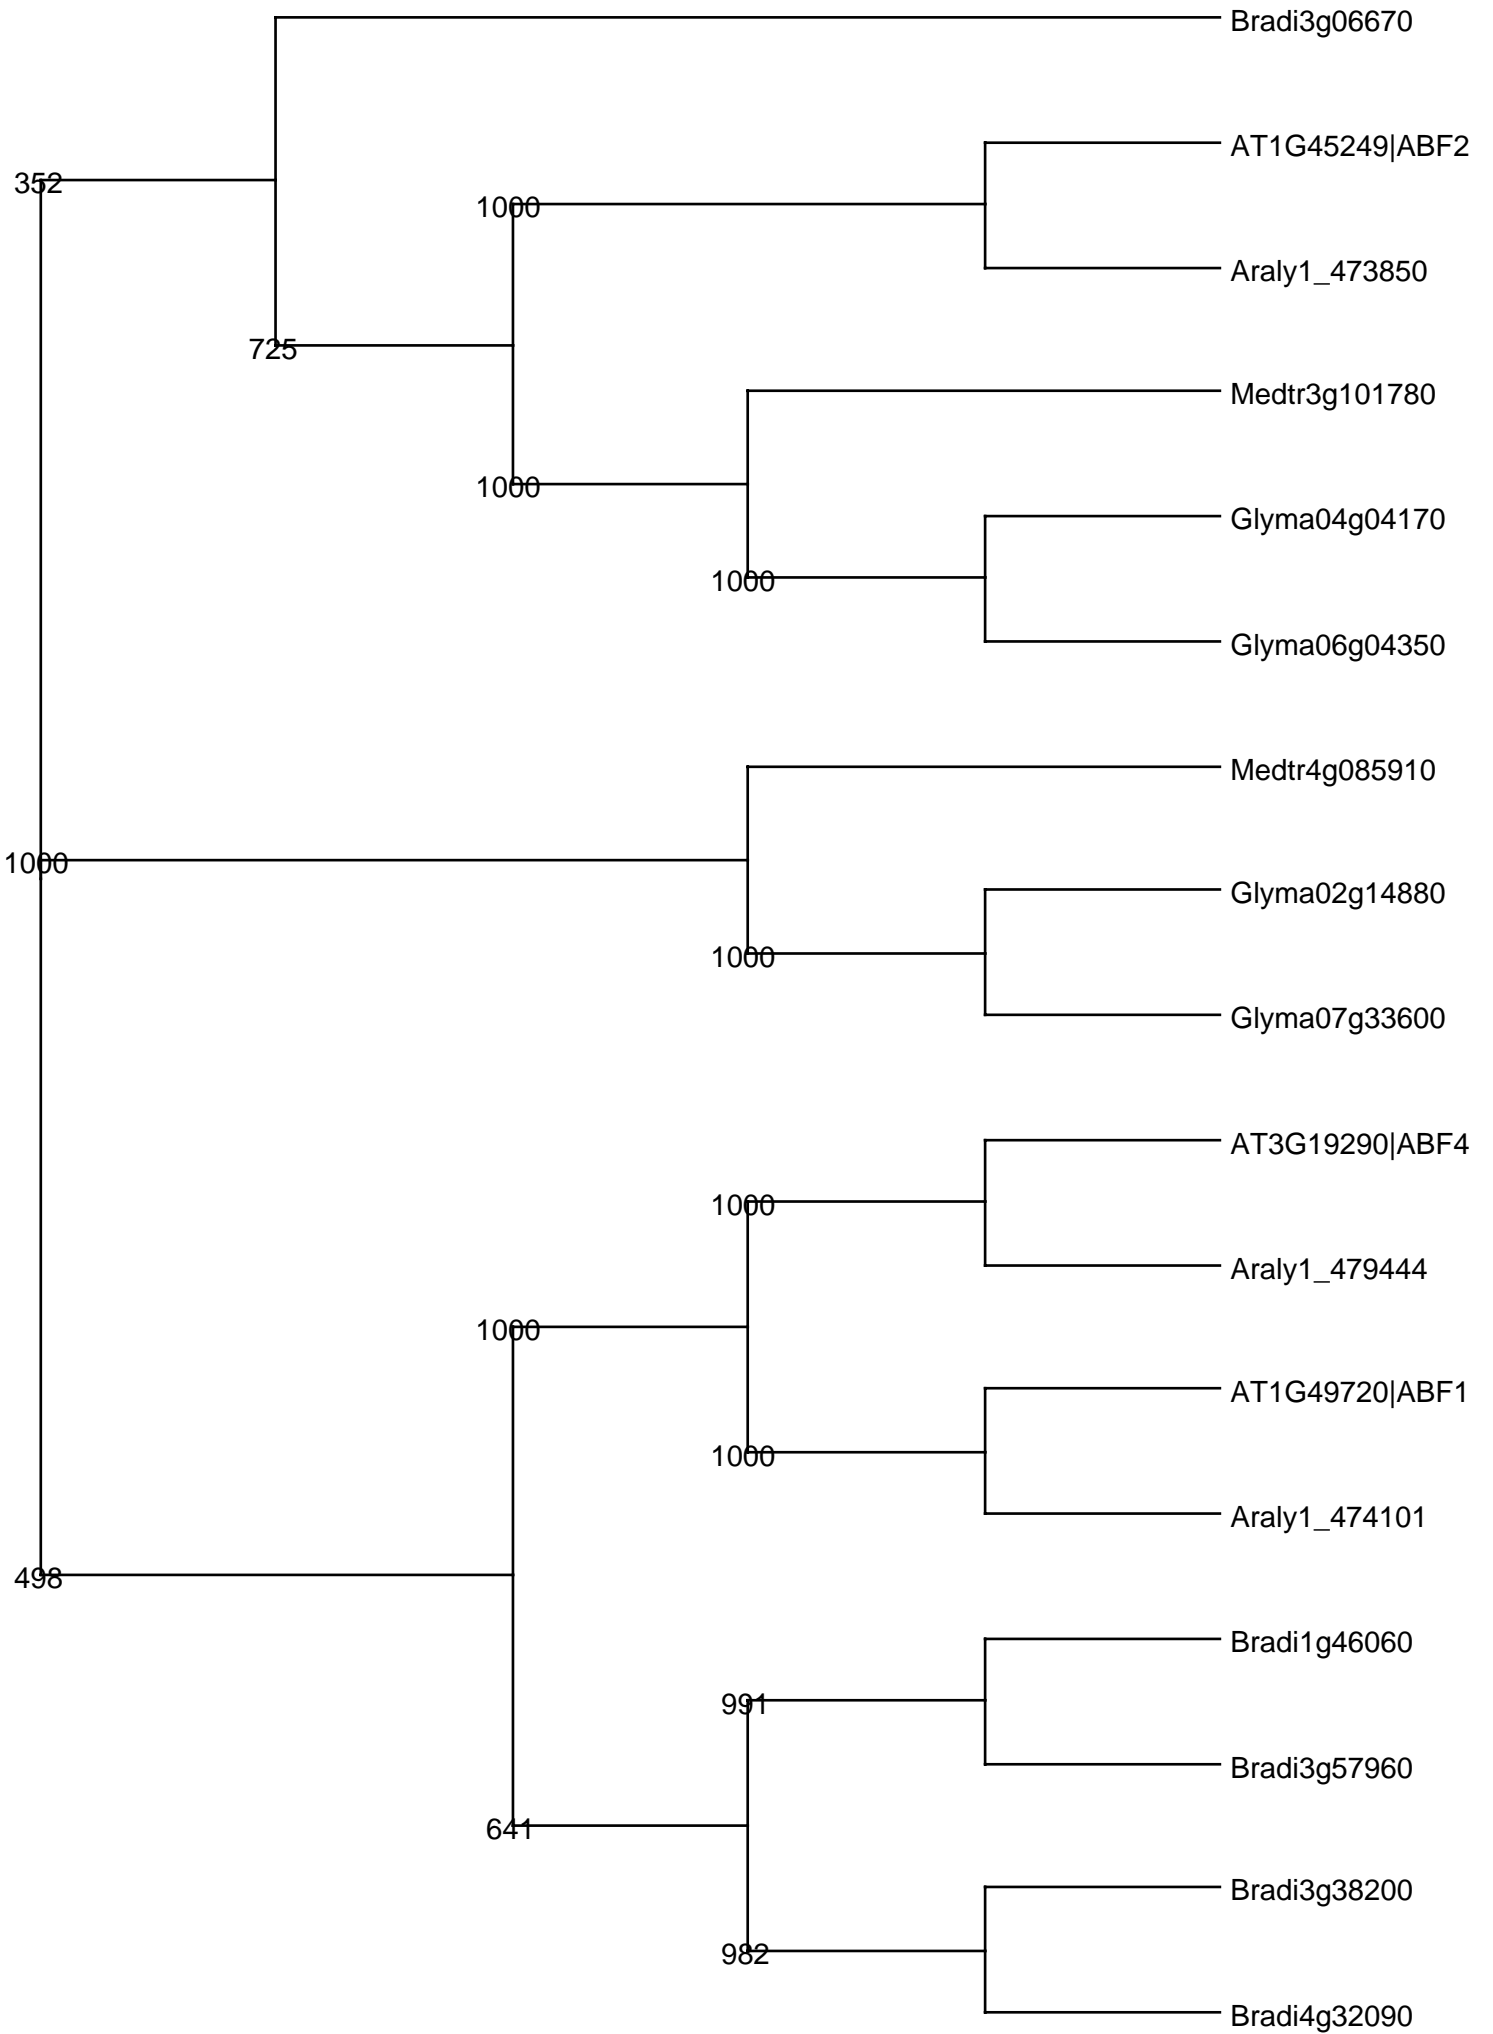 Bradi3g06670
AT1G45249|ABF2
352
1000
Araly1_473850
725
Medtr3g101780
1000
Glyma04g04170
1000
Glyma06g04350
Medtr4g085910
1000
Glyma02g14880
1000
Glyma07g33600
AT3G19290|ABF4
1000
Araly1_479444
1000
AT1G49720|ABF1
1000
Araly1_474101
498
Bradi1g46060
991
Bradi3g57960
641
Bradi3g38200
982
Bradi4g32090